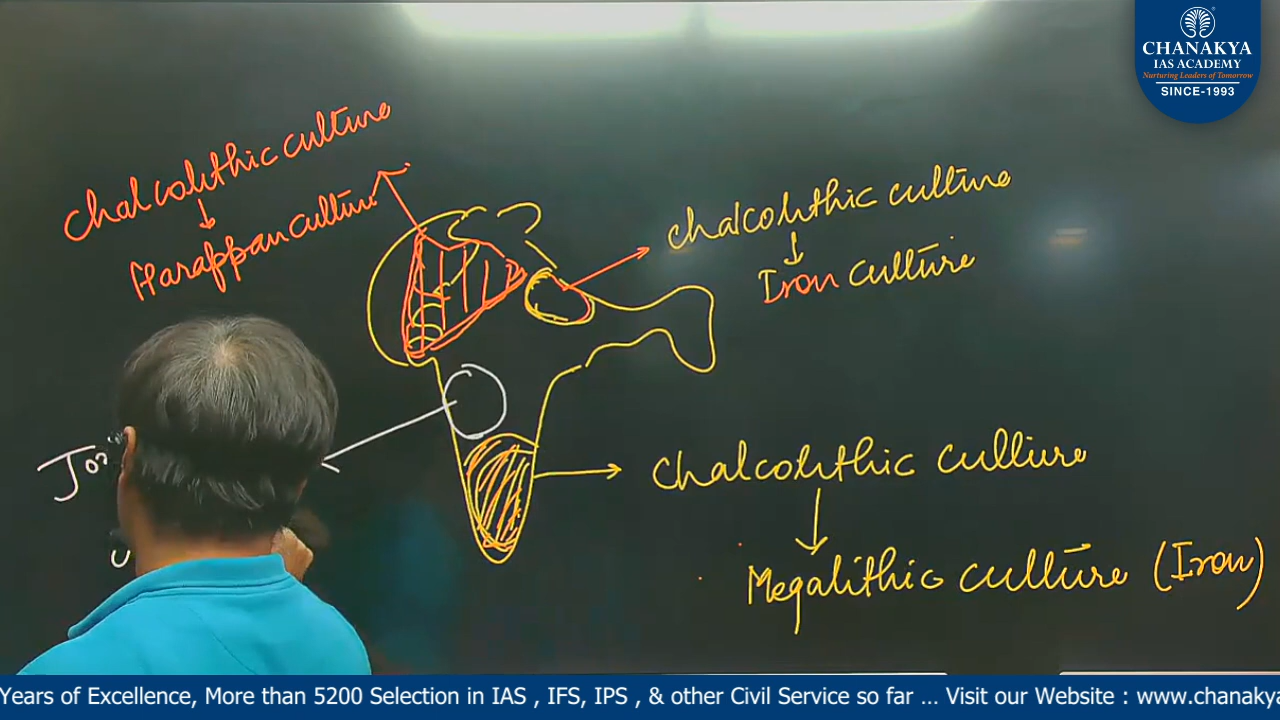 CHANAKYA
IAS ACADEMY
Nurturing Leaders of Tomorrow
SINCE-1993
Chalcolithic culture
Harappan culture
Chalcolithic culture
Iron culture
Chalcolithic culture
Megalithic culture (Iron)
Years of Excellence, More than 5200 Selection in IAS , IFS, IPS , & other Civil Service so far ... Visit our Website : www.chanakya